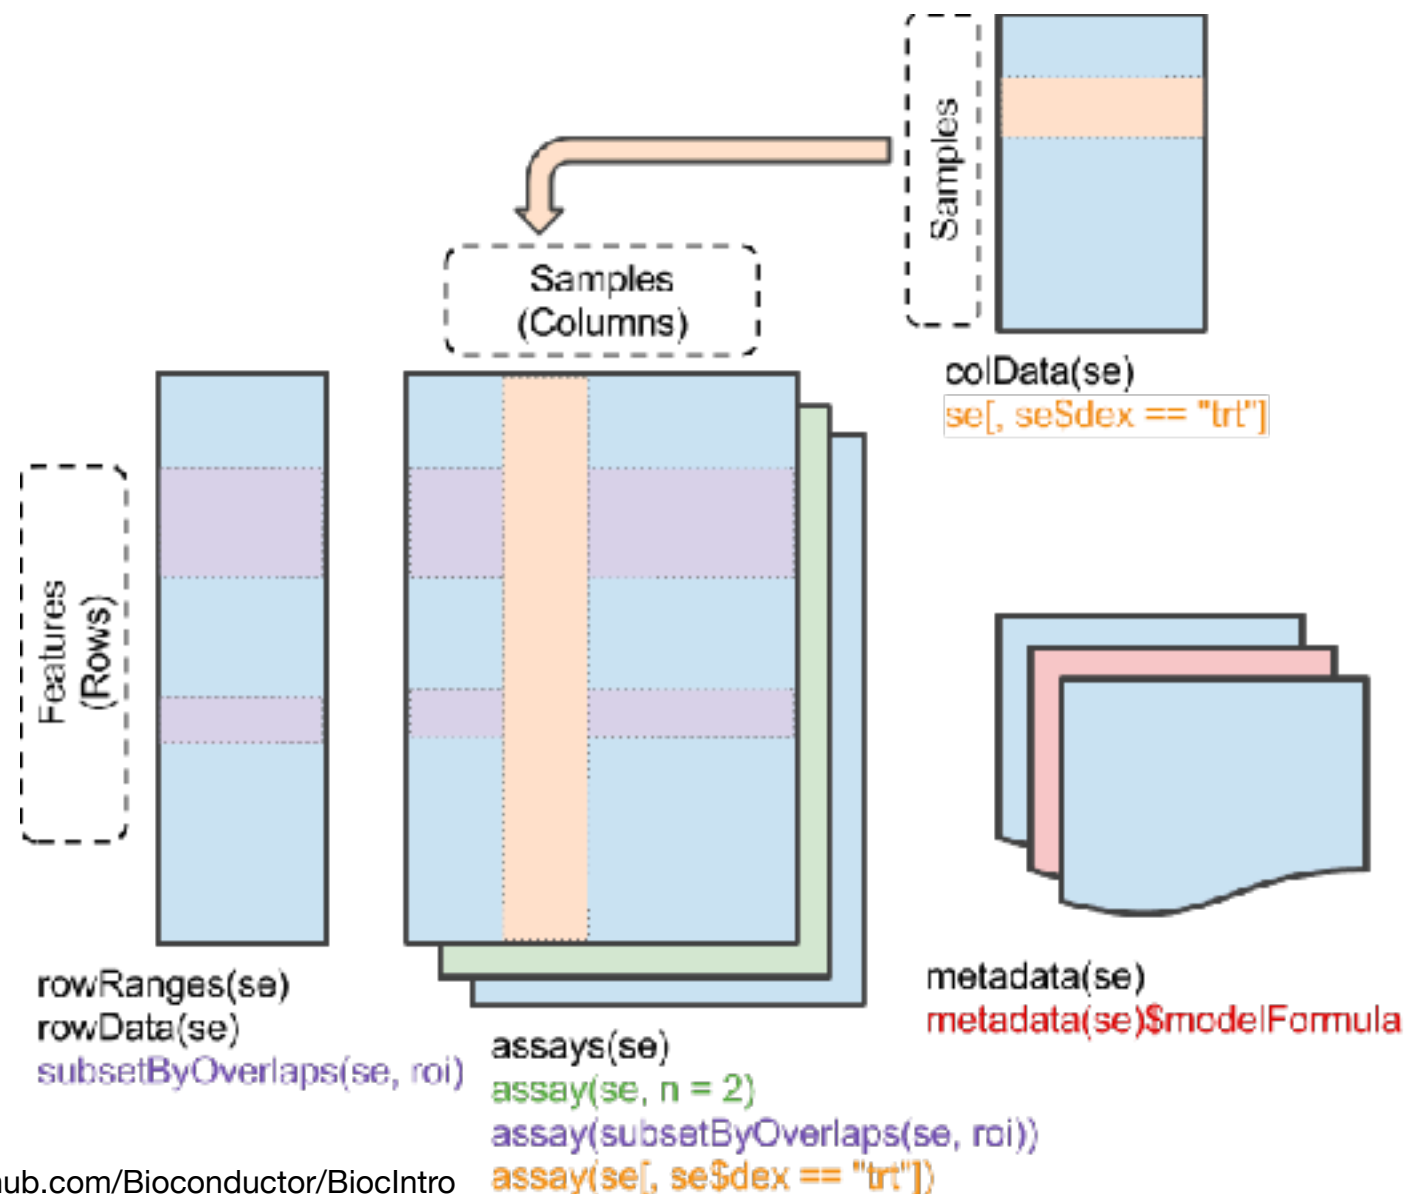 Samples
Samples
(Columns)
colData(se)
se[, se$dex == "trt"]
Features
(Rows)
rowRanges(se)
rowData(se)
subsetByOverlaps(se, roi)
assays(se)
assay(se, n = 2)
assay(subsetByOverlaps(se, roi))
assay(se[, se$dex == "trt"])
metadata(se)
metadata(se)$modelFormula
hub.com/Bioconductor/BiocIntro